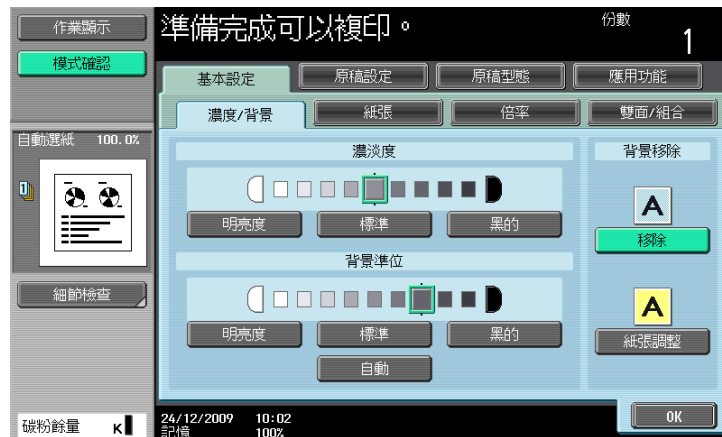 作業顯示
準備完成可以複印。
份數
1
模式確認
基本設定
原稿設定
原稿型態
應用功能
濃度/背景
紙張
倍率
雙面/組合
自動選紙 100.0%
濃淡度
背景移除
明亮度
標準
黑的
A
移除
背景準位
細節檢查
明亮度
標準
黑的
A
紙張調整
自動
OK
碳粉餘量 K
24/12/2009 10:02
記憶 100%